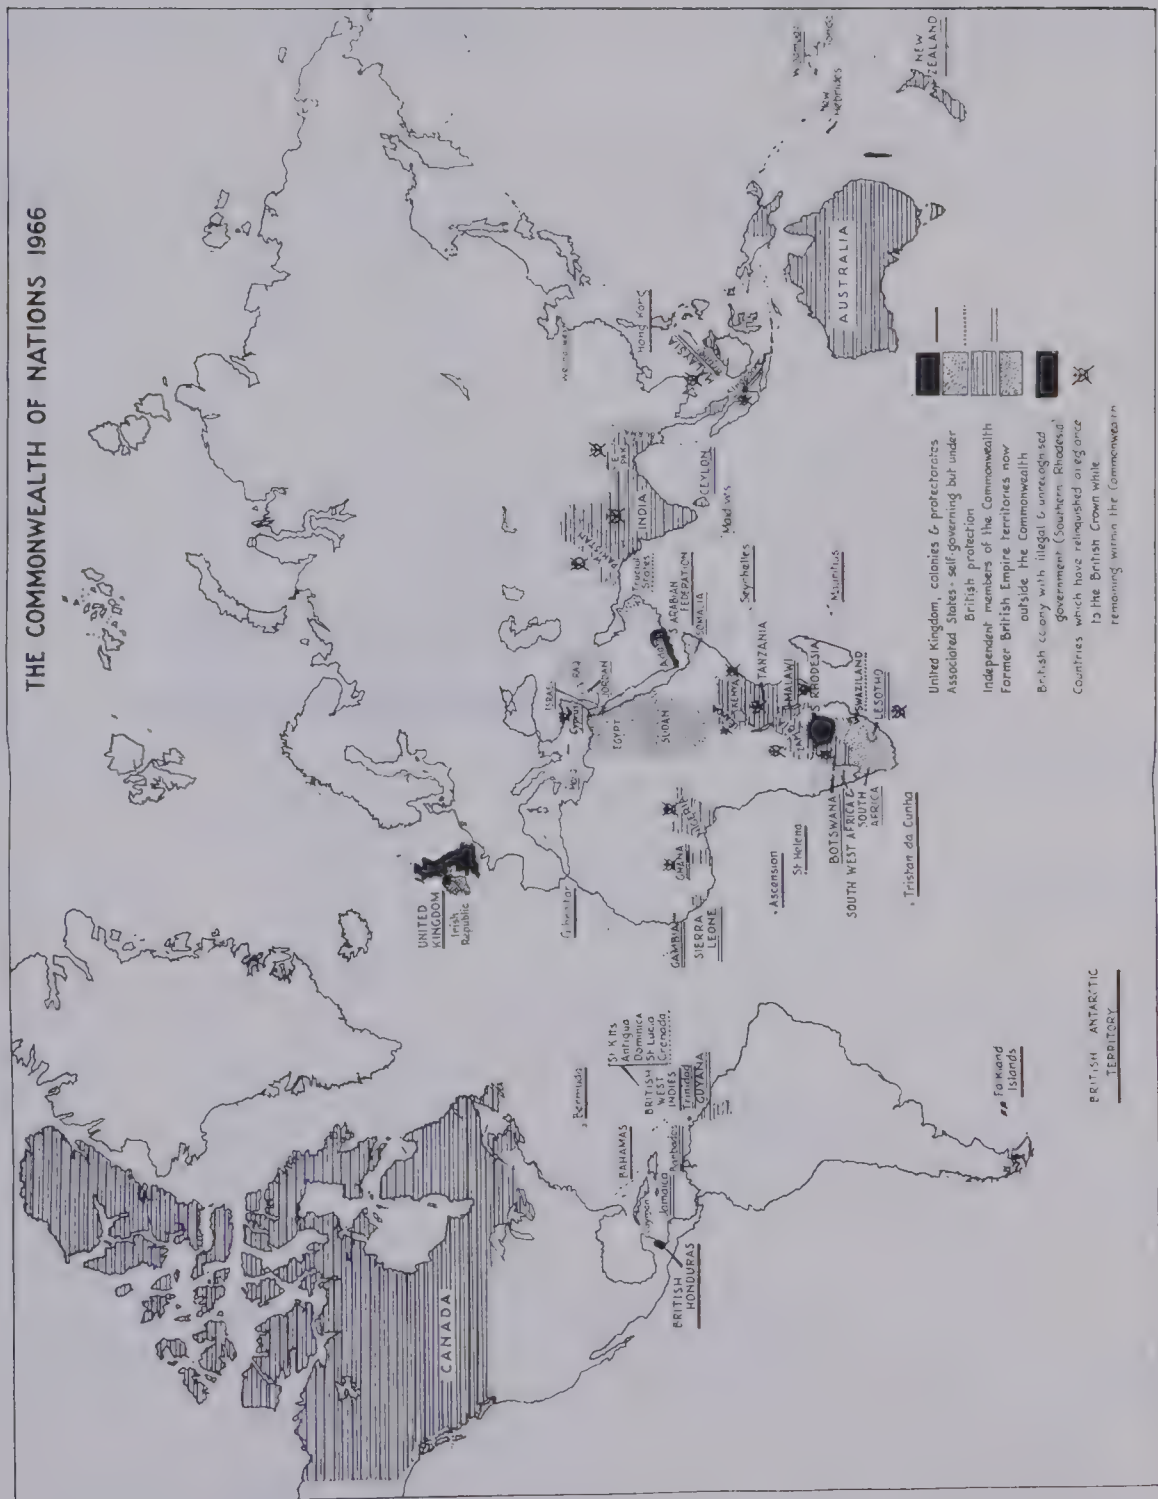 THE COMMONWEALTH OF NATIONS 1966
CANADA
UNITED
KINGDOM
Irish
Republic
Bermuda
BAHAMAS
St Kitts
Antigua
Dominica
St Lucia
Grenada
BRITISH
WEST
INDIES
Trinidad
GUYANA
Barbados
Jamaica
BRITISH
HONDURAS
Falkland
Islands
BRITISH ANTARCTIC
TERRITORY
Gibraltar
GAMBIA
SIERRA
LEONE
GHANA
Ascension
St Helena
Tristan da Cunha
BOTSWANA
SOUTH WEST AFRICA &
SOUTH
AFRICA
Cyprus
JORDAN
EGYPT
SUDAN
KENYA
TANZANIA
MALAWI
S RHODESIA
SWAZILAND
LESOTHO
S ARABIAN
FEDERATION
SOMALIA
Trucial
States
Seychelles
Mauritius
PAKISTAN
INDIA
E
PAK
CEYLON
Hong Kong
MALAYSIA
AUSTRALIA
New
Hebrides
NEW
ZEALAND
United Kingdom, colonies & protectorates
Associated States - self-governing but under
British protection
Independent members of the Commonwealth
Former British Empire territories now
outside the Commonwealth
British colony with illegal & unrecognised
government (Southern Rhodesia)
Countries which have relinquished allegiance
to the British Crown while
remaining within the Commonwealth